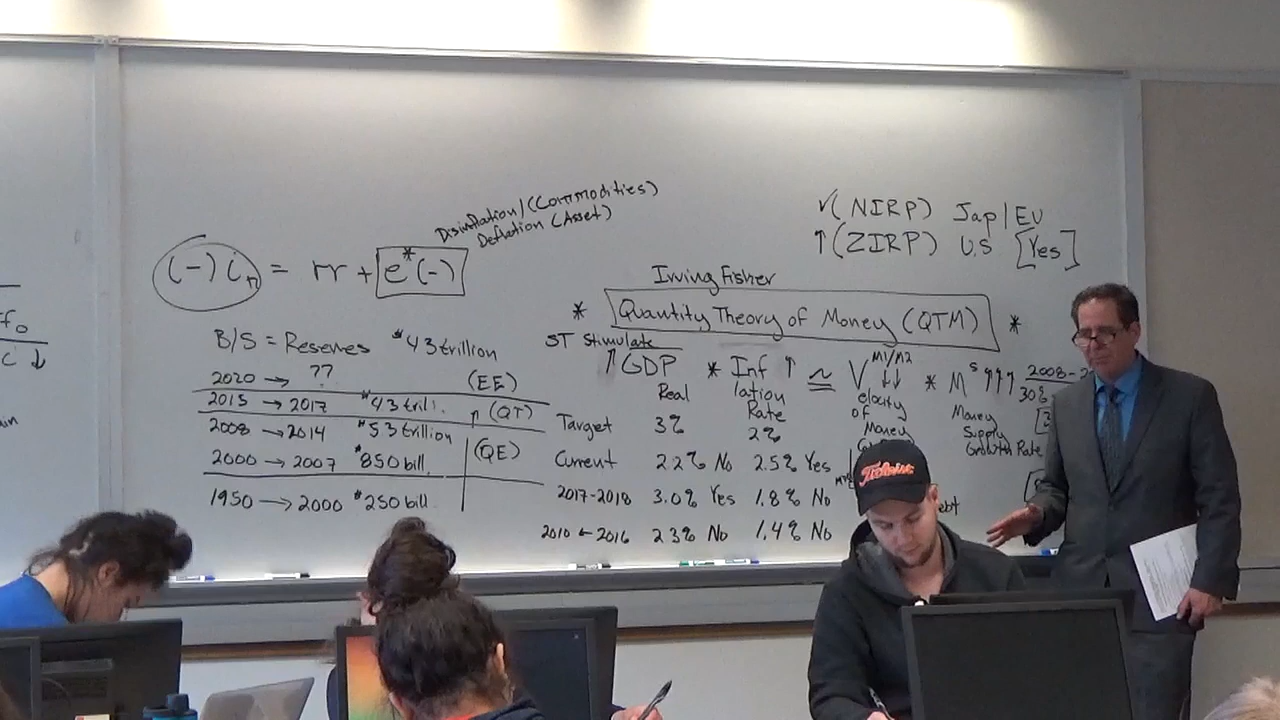 Disinflation/(Commodities)
Deflation (Asset)
(-) i n = rr + e*(-)
✓(NIRP) Jap/EU
↑(ZIRP) U.S [Yes]
B/S = Reserves $4.3 trillion
2020 → ?? (EE)
2015 → 2017 $4.3 trill. ↑ (QT)
2008 → 2014 $5.3 trillion
2000 → 2007 $850 bill. (QE)
1950 → 2000 $250 bill.
Irving Fisher
* Quantity Theory of Money (QTM) *
ST Stimulate
↑GDP * Inf ↑ ≅ V M1/M2 ↓↓ * M s ↑↑↑ 2008-2
Real lation elocity 30%
Rate of Money
Money Supply
Growth Rate
Target 3% 2%
Current 2.2% No 2.5% Yes
2017-2018 3.0% Yes 1.8% No
2010 ← 2016 2.3% No 1.4% No
Titleist